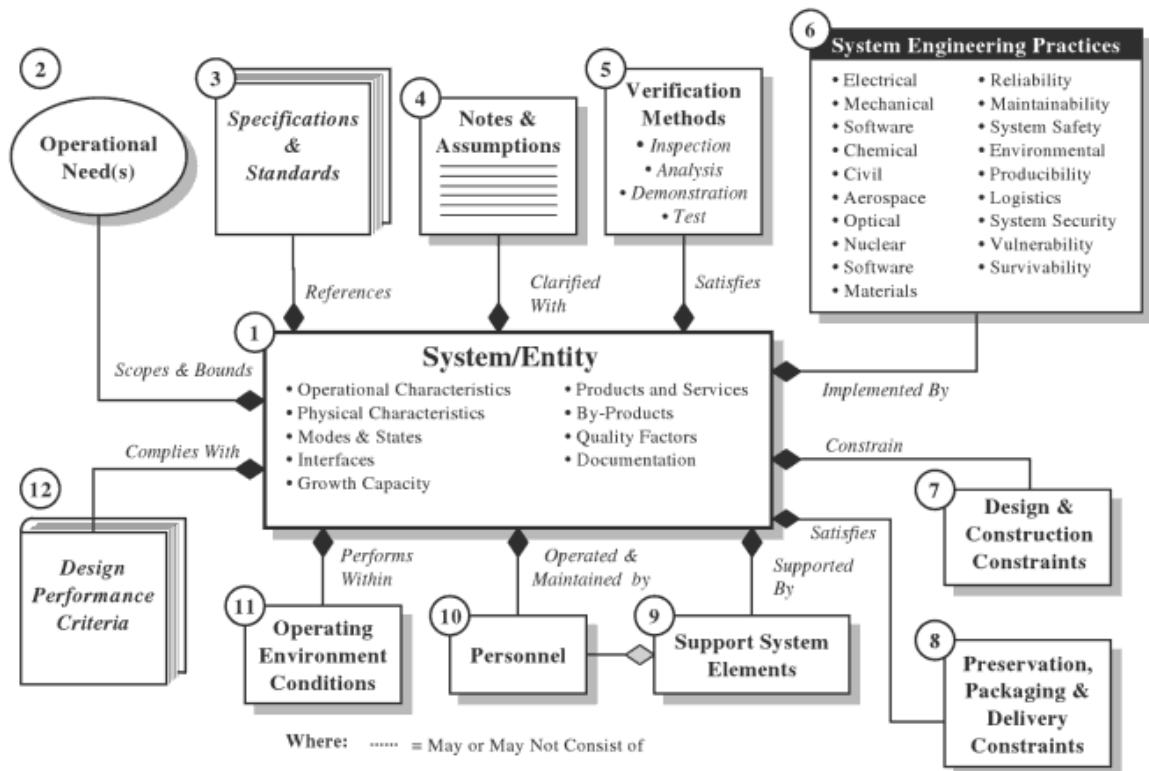 2
Operational
Need(s)
3
Specifications
&
Standards
4
Notes &
Assumptions
5
Verification
Methods
• Inspection
• Analysis
• Demonstration
• Test
6
System Engineering Practices
• Electrical
• Mechanical
• Software
• Chemical
• Civil
• Aerospace
• Optical
• Nuclear
• Software
• Materials
• Reliability
• Maintainability
• System Safety
• Environmental
• Producibility
• Logistics
• System Security
• Vulnerability
• Survivability
References
Clarified
With
Satisfies
Scopes & Bounds
Implemented By
1
System/Entity
• Operational Characteristics
• Physical Characteristics
• Modes & States
• Interfaces
• Growth Capacity
• Products and Services
• By-Products
• Quality Factors
• Documentation
Complies With
Constrain
12
Design
Performance
Criteria
7
Design &
Construction
Constraints
Satisfies
Performs
Within
Operated &
Maintained by
Supported
By
11
Operating
Environment
Conditions
10
Personnel
9
Support System
Elements
8
Preservation,
Packaging &
Delivery
Constraints
Where: ...... = May or May Not Consist of